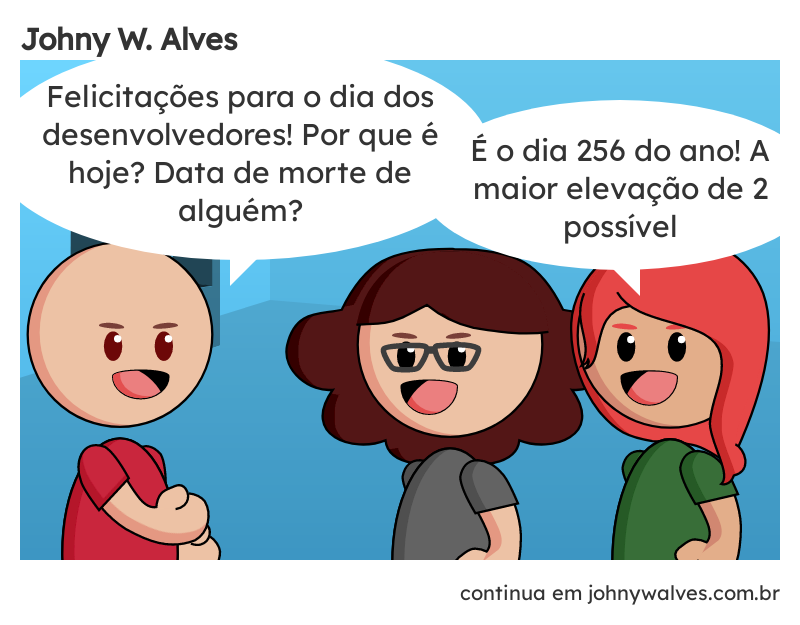 Johny W. Alves
Felicitações para o dia dos
desenvolvedores! Por que é
hoje? Data de morte de
alguém?
É o dia 256 do ano! A
maior elevação de 2
possível
continua em johnywalves.com.br